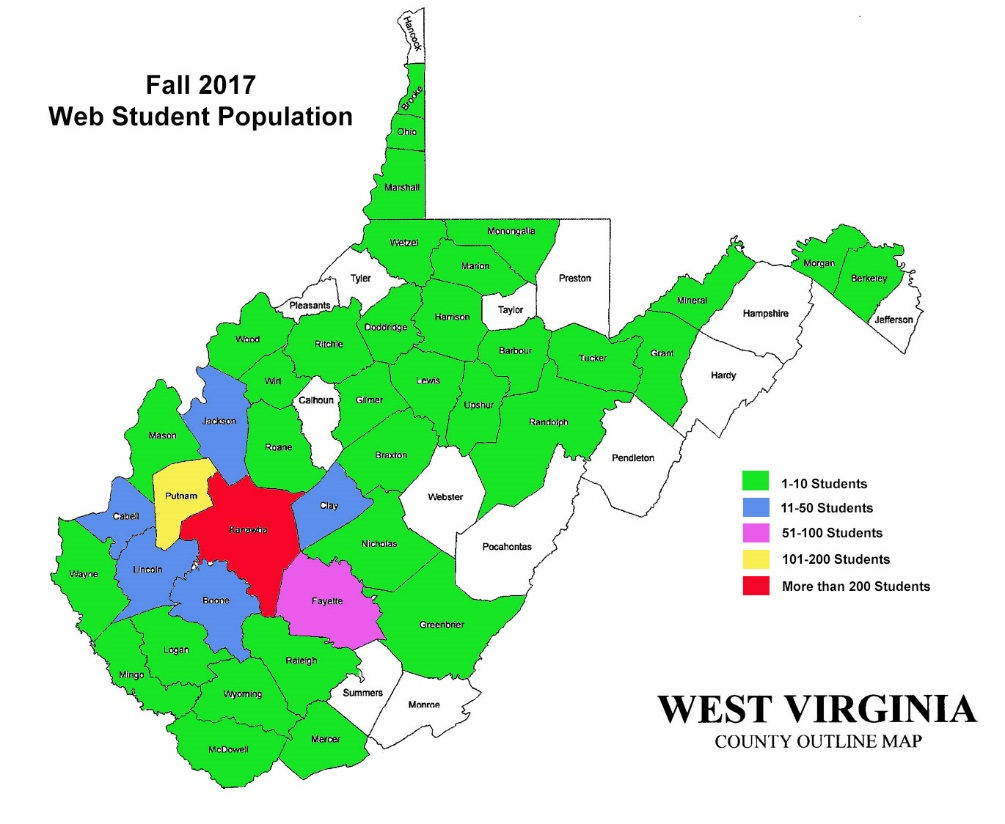 Hancock
Fall 2017
Web Student Population
Brooke
Ohio
Marshall
Wetzel
Monongalia
Marion
Tyler
Preston
Morgan
Berkeley
Pleasants
Taylor
Mineral
Hampshire
Jefferson
Doddridge
Harrison
Wood
Ritchie
Barbour
Tucker
Grant
Hardy
Wirt
Lewis
Calhoun
Gilmer
Upshur
Jackson
Randolph
Mason
Roane
Braxton
Pendleton
Putnam
Webster
Clay
Cabell
Kanawha
Nicholas
Pocahontas
1-10 Students
11-50 Students
51-100 Students
101-200 Students
More than 200 Students
Wayne
Lincoln
Boone
Fayette
Greenbrier
Logan
Raleigh
Mingo
Wyoming
Summers
Monroe
McDowell
Mercer
WEST VIRGINIA
COUNTY OUTLINE MAP